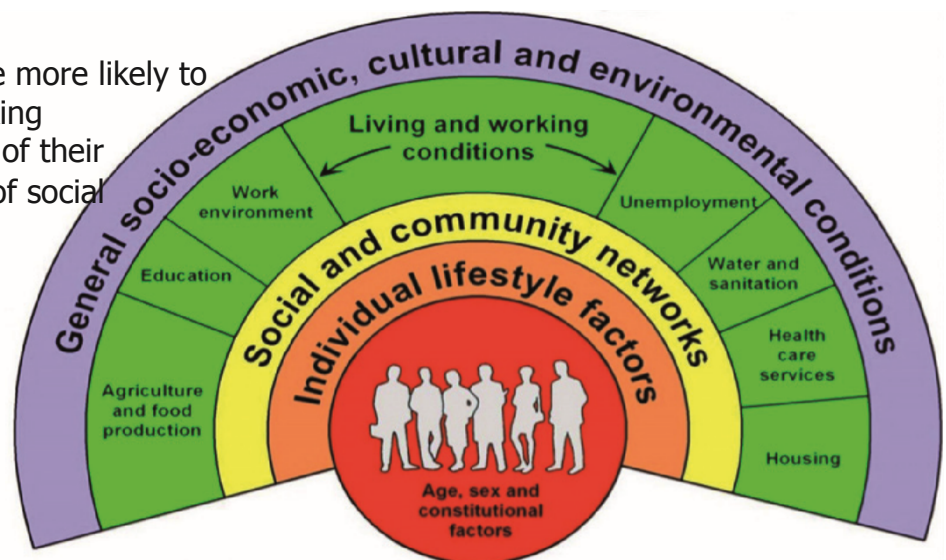 e more likely to
ing
of their
of social
General socio-economic, cultural and environmental conditions
Living and working
conditions
Work
environment
Education
Agriculture
and food
production
Unemployment
Water and
sanitation
Health
care
services
Housing
Social and community networks
Individual lifestyle factors
Age, sex and
constitutional
factors